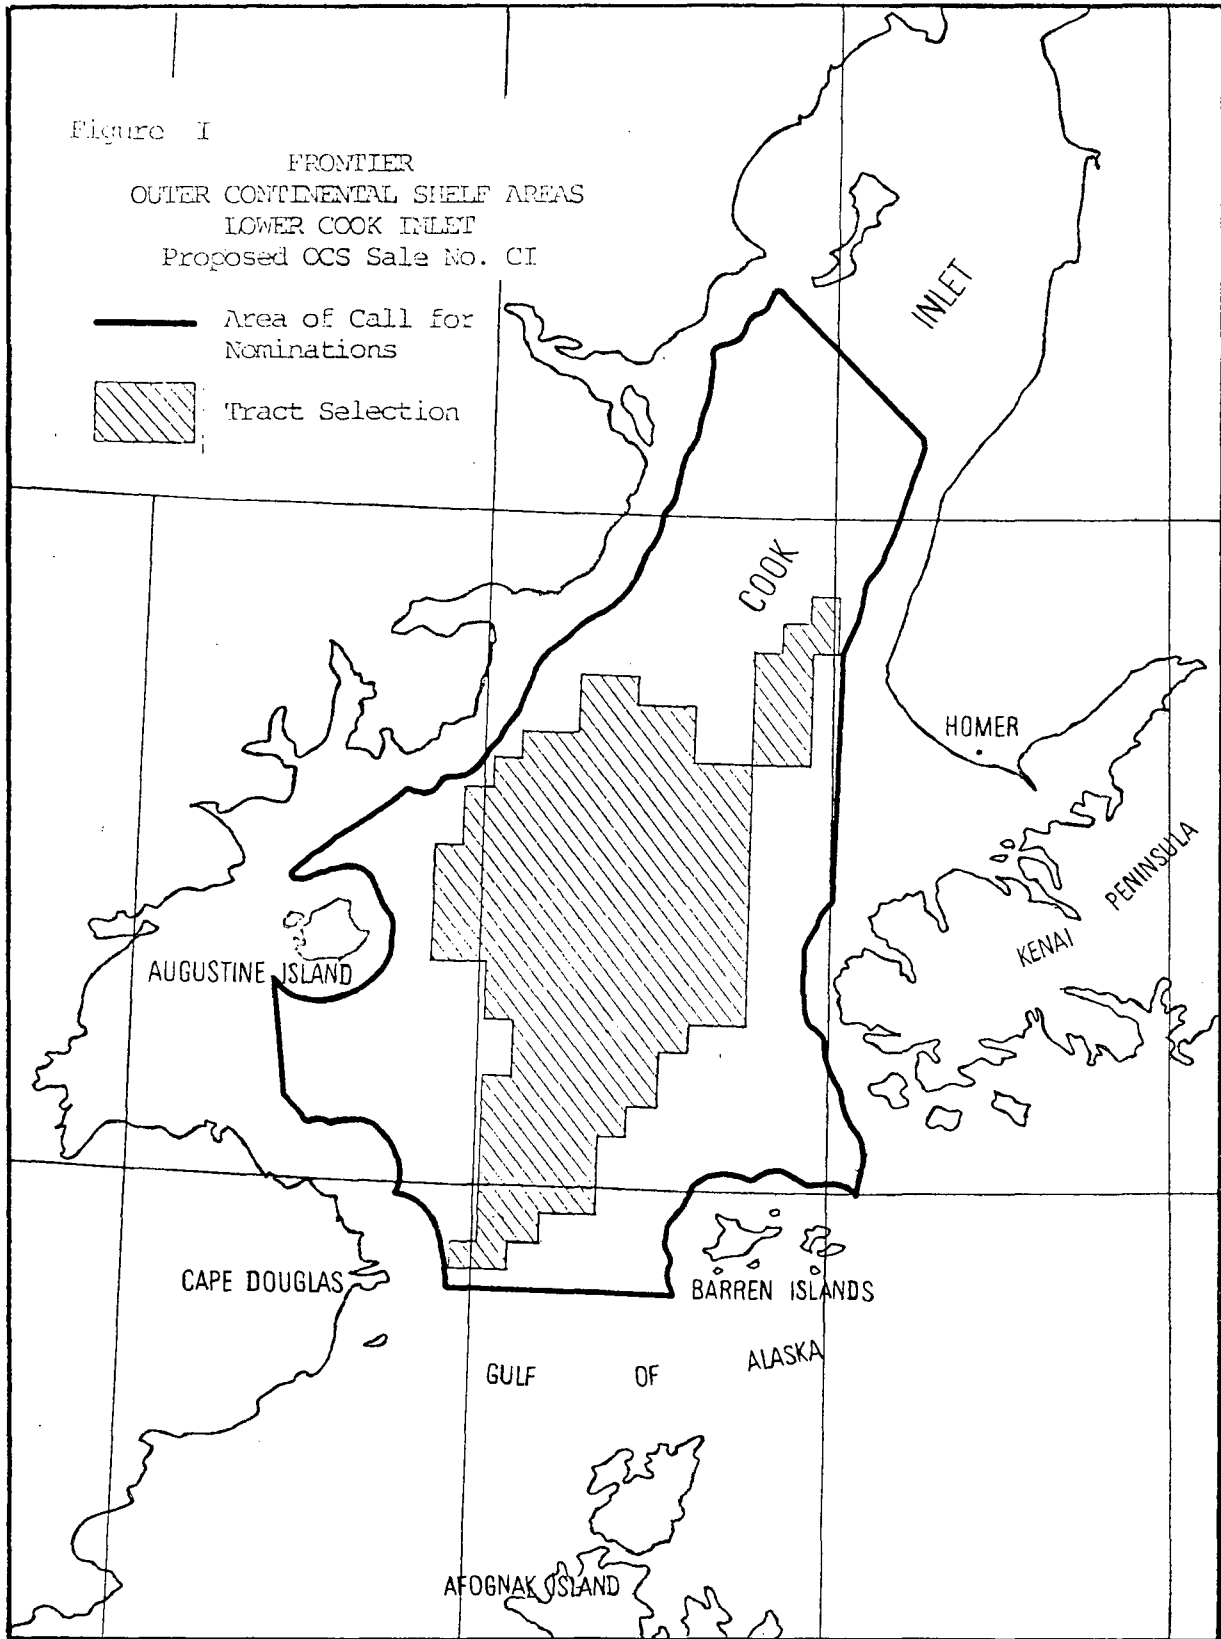 Figure I
FRONTIER
OUTER CONTINENTAL SHELF AREAS
LOWER COOK INLET
Proposed OCS Sale No. CI
Area of Call for
Nominations
Tract Selection
INLET
COOK
HOMER
PENINSULA
KENAI
AUGUSTINE ISLAND
CAPE DOUGLAS
BARREN ISLANDS
GULF OF ALASKA
AFOGNAK ISLAND